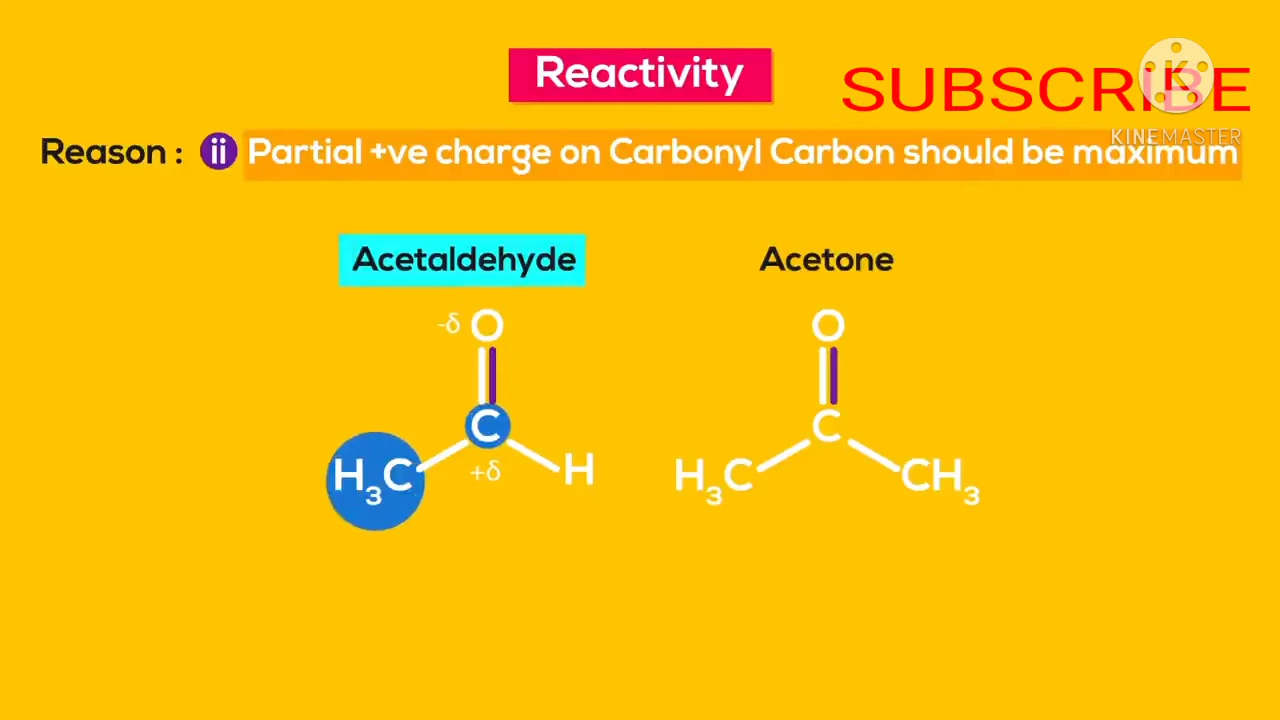 Reactivity
SUBSCRIBE
K
KINEMASTER
Reason : ii Partial +ve charge on Carbonyl Carbon should be maximum
Acetaldehyde
Acetone
-δ O
O
C
C
H₃C +δ H
H₃C CH₃